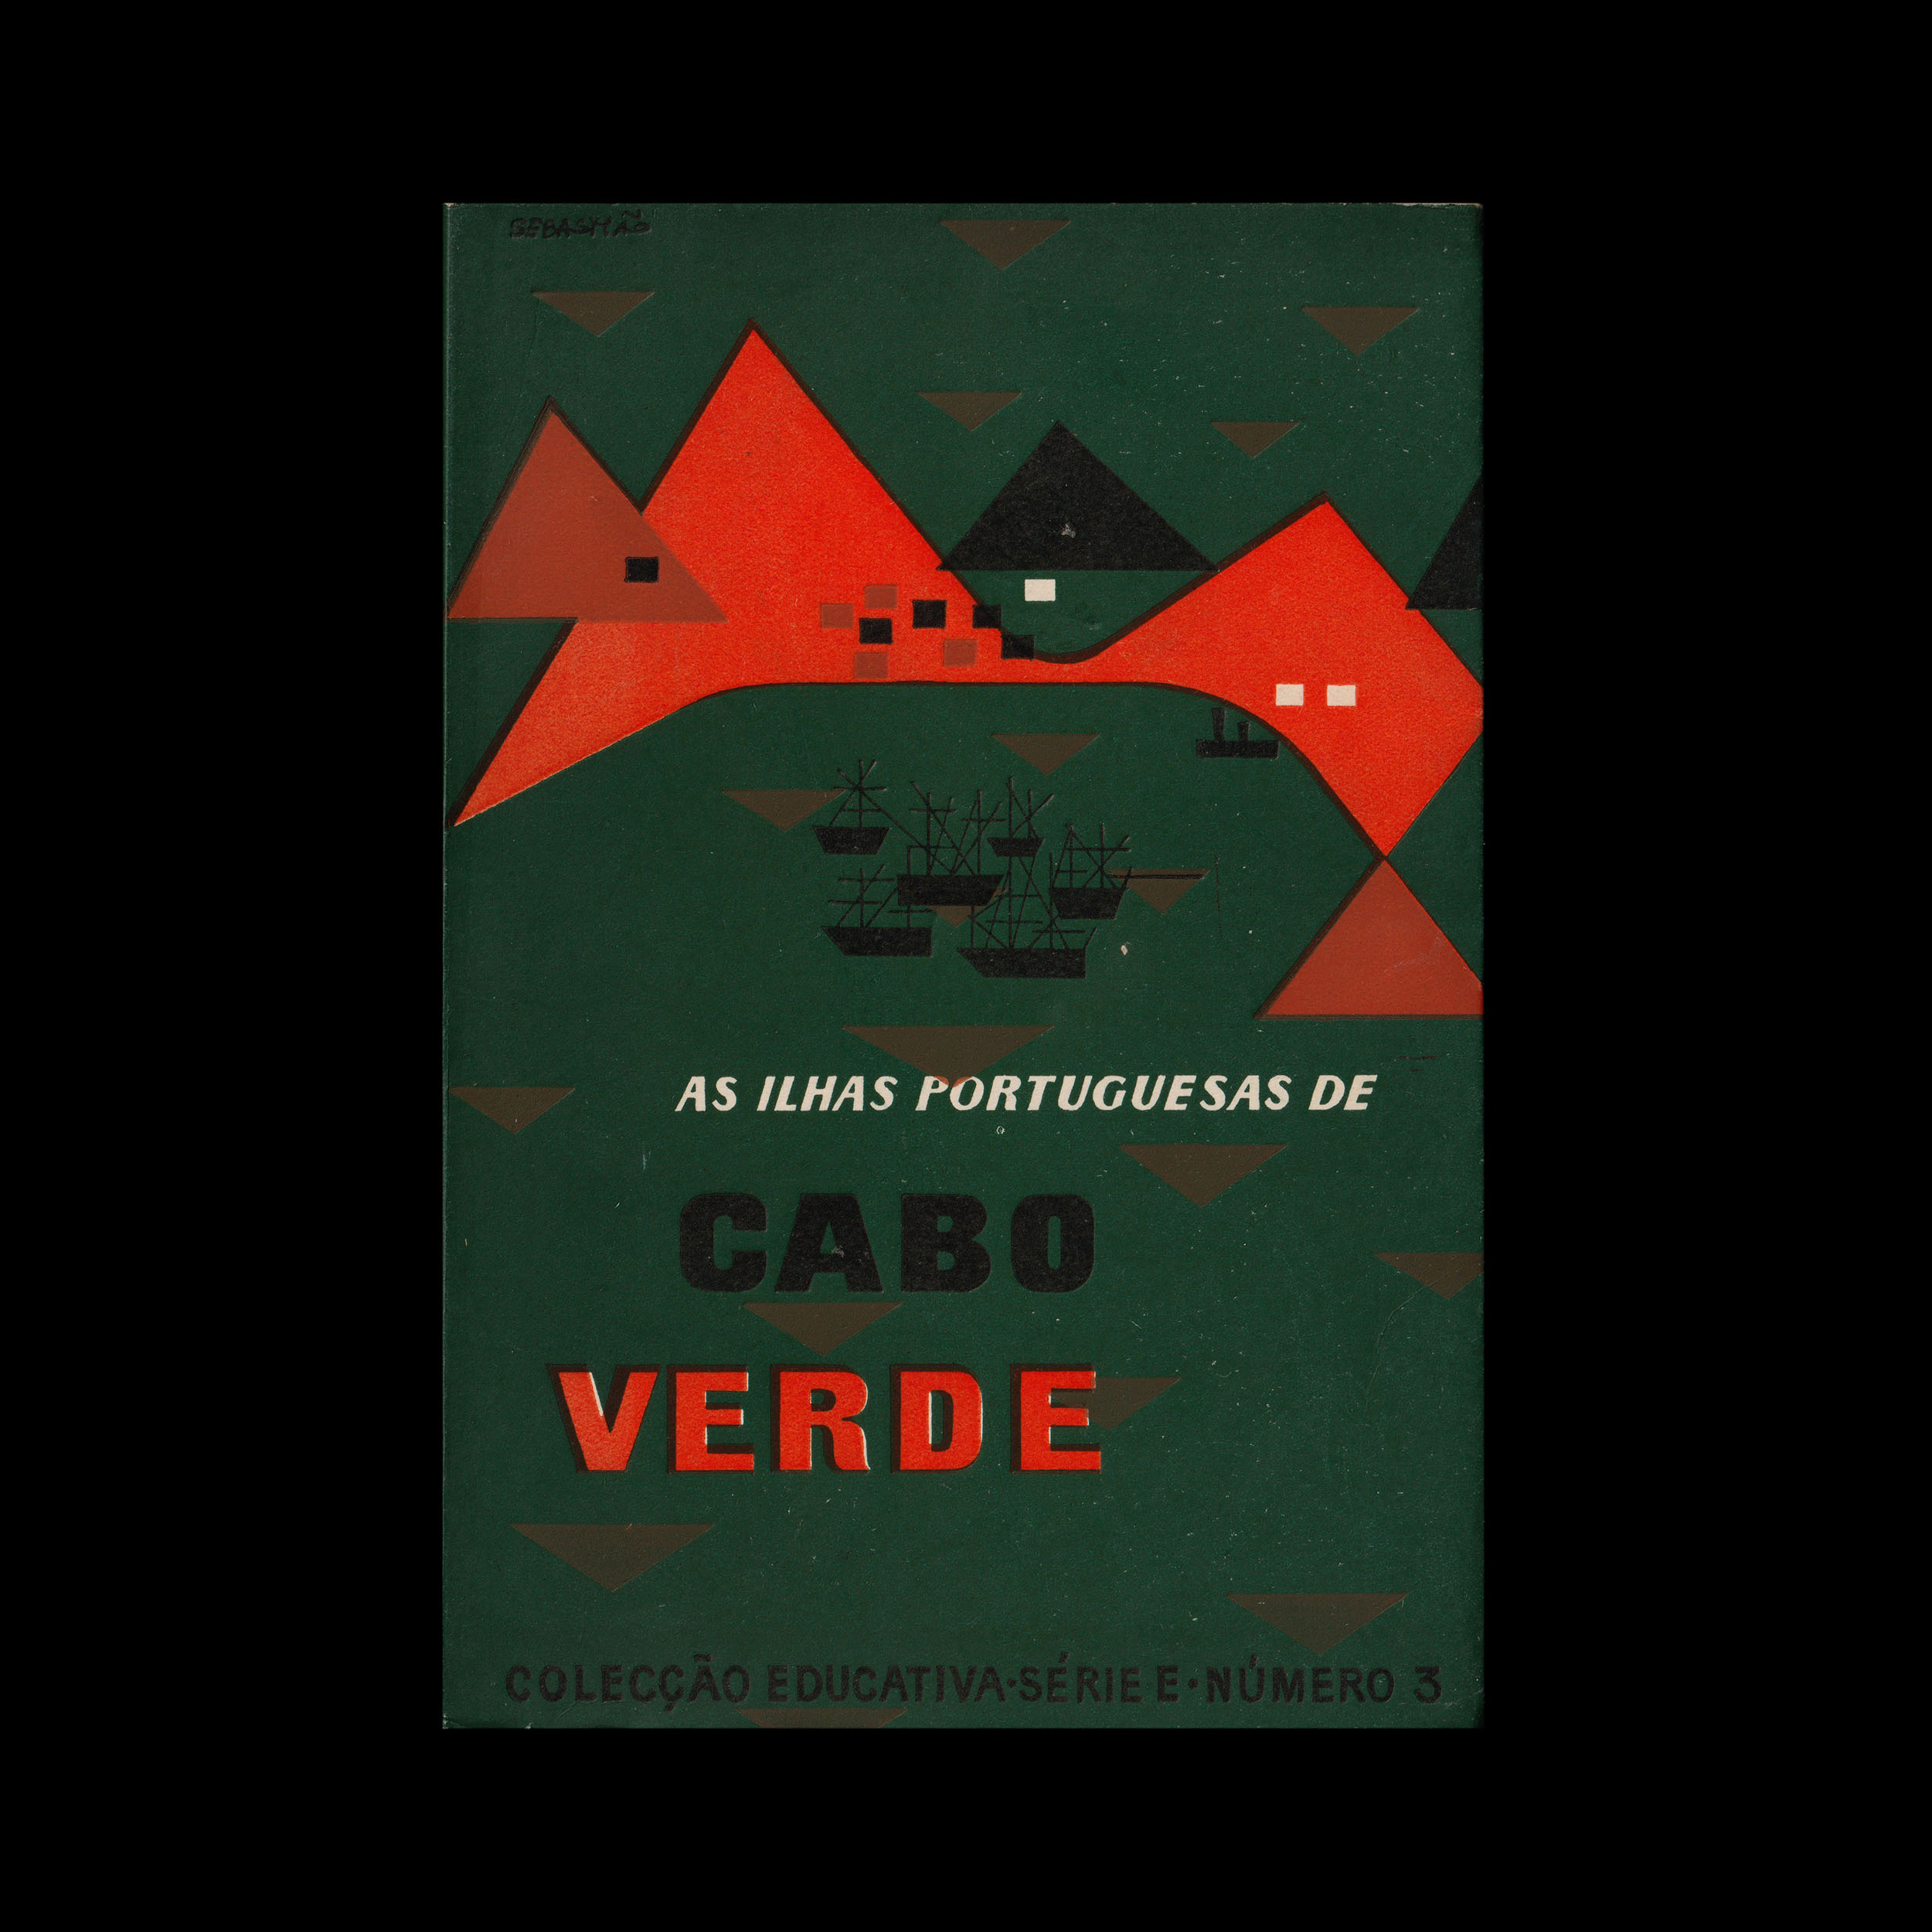 SEBASTIÃO
AS ILHAS PORTUGUESAS DE
CABO
VERDE
COLECÇÃO EDUCATIVA·SÉRIE E·NÚMERO 3